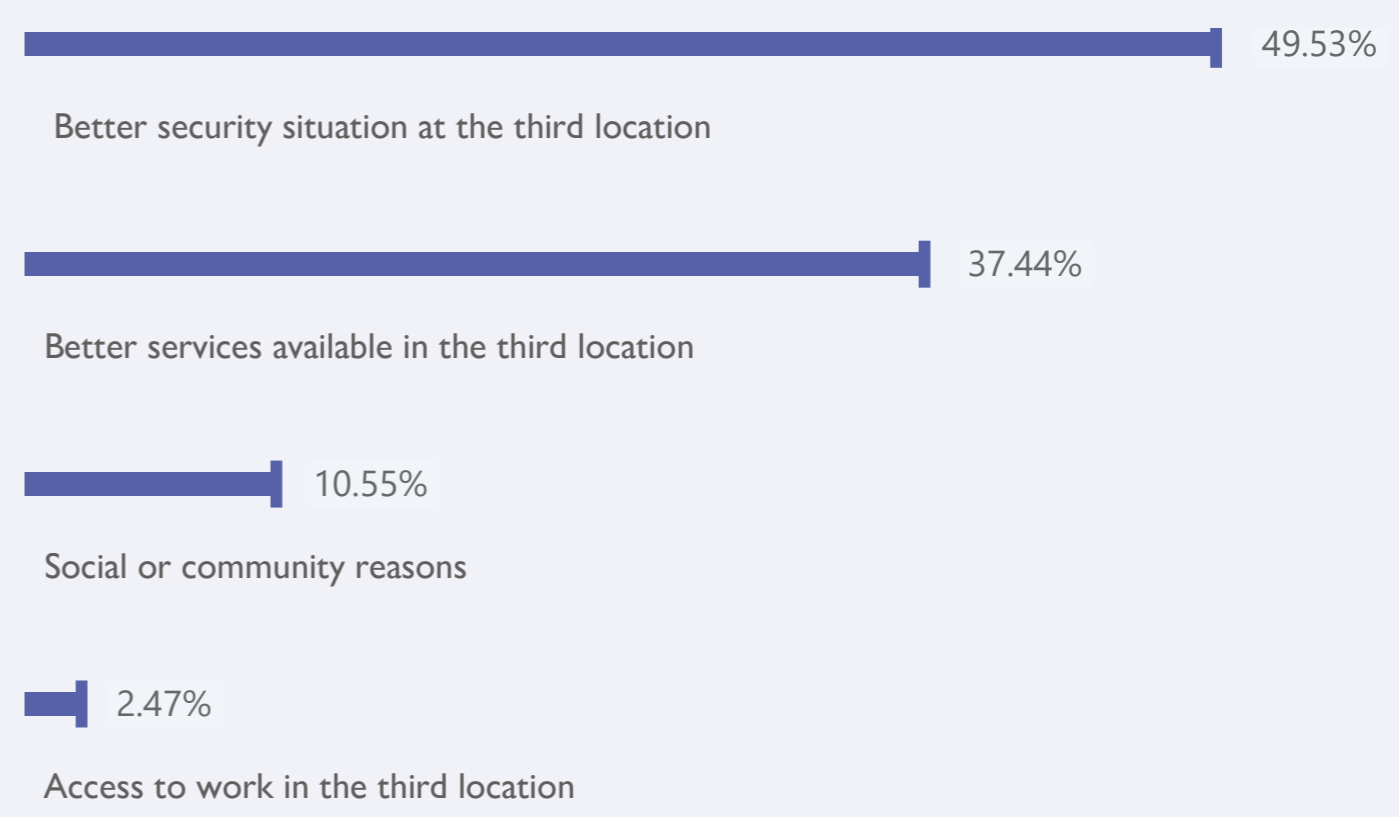 49.53%
Better security situation at the third location
37.44%
Better services available in the third location
10.55%
Social or community reasons
2.47%
Access to work in the third location